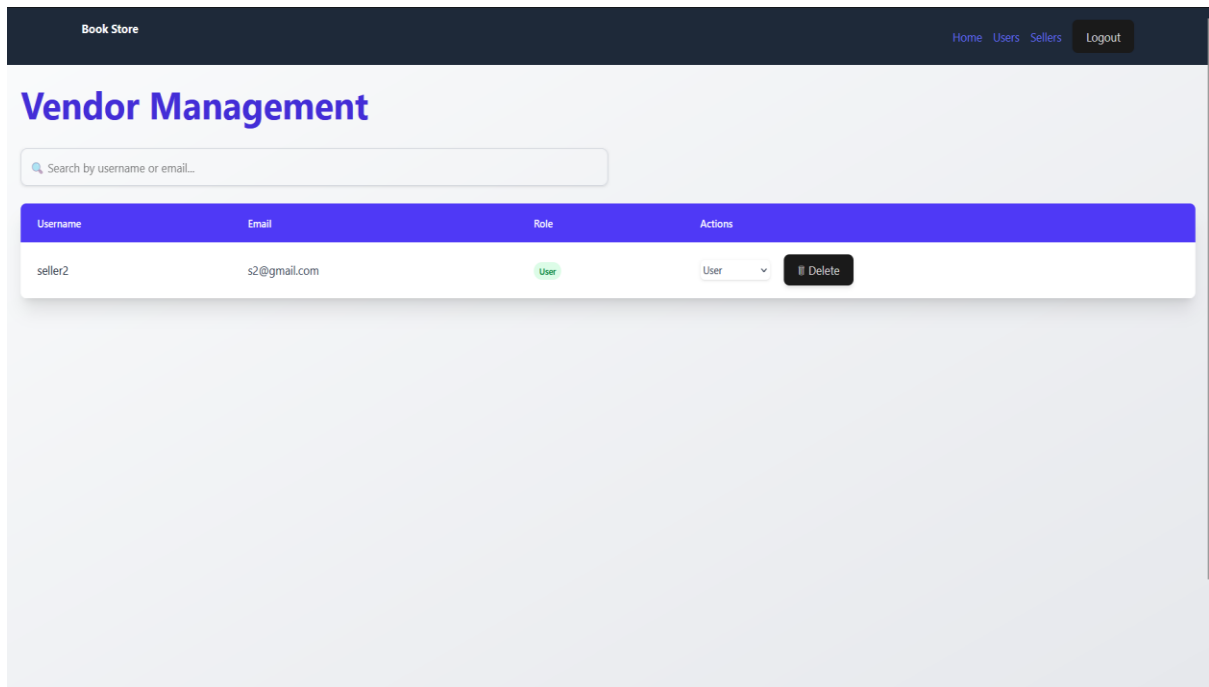 Book Store
Home Users Sellers Logout
Vendor Management
🔍 Search by username or email...
Username Email Role Actions
seller2 s2@gmail.com User User Delete